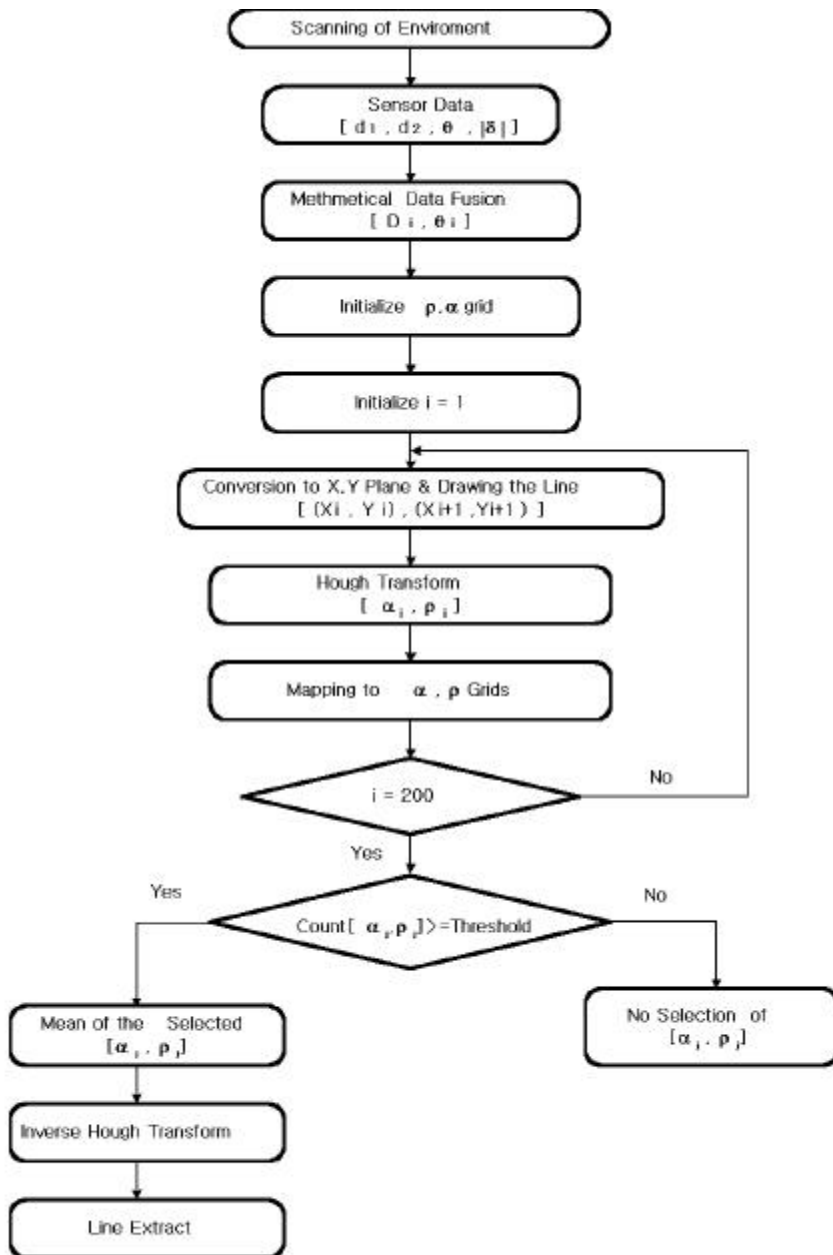 Scanning of Enviroment
Sensor Data
[ d1 , d2 , θ , |δ| ]
Methmetical Data Fusion
[ D i , θ i ]
Initialize ρ.α grid
Initialize i = 1
Conversion to X.Y Plane & Drawing the Line
[ (Xi , Yi) , (Xi+1 ,Yi+1 ) ]
Hough Transform
[ α i , ρ i ]
Mapping to α , ρ Grids
i = 200
No
Yes
Count[ α i, ρ i ]>=Threshold
Yes
No
Mean of the Selected
[α i . ρ i]
No Selection of
[α i . ρ i]
Inverse Hough Transform
Line Extract